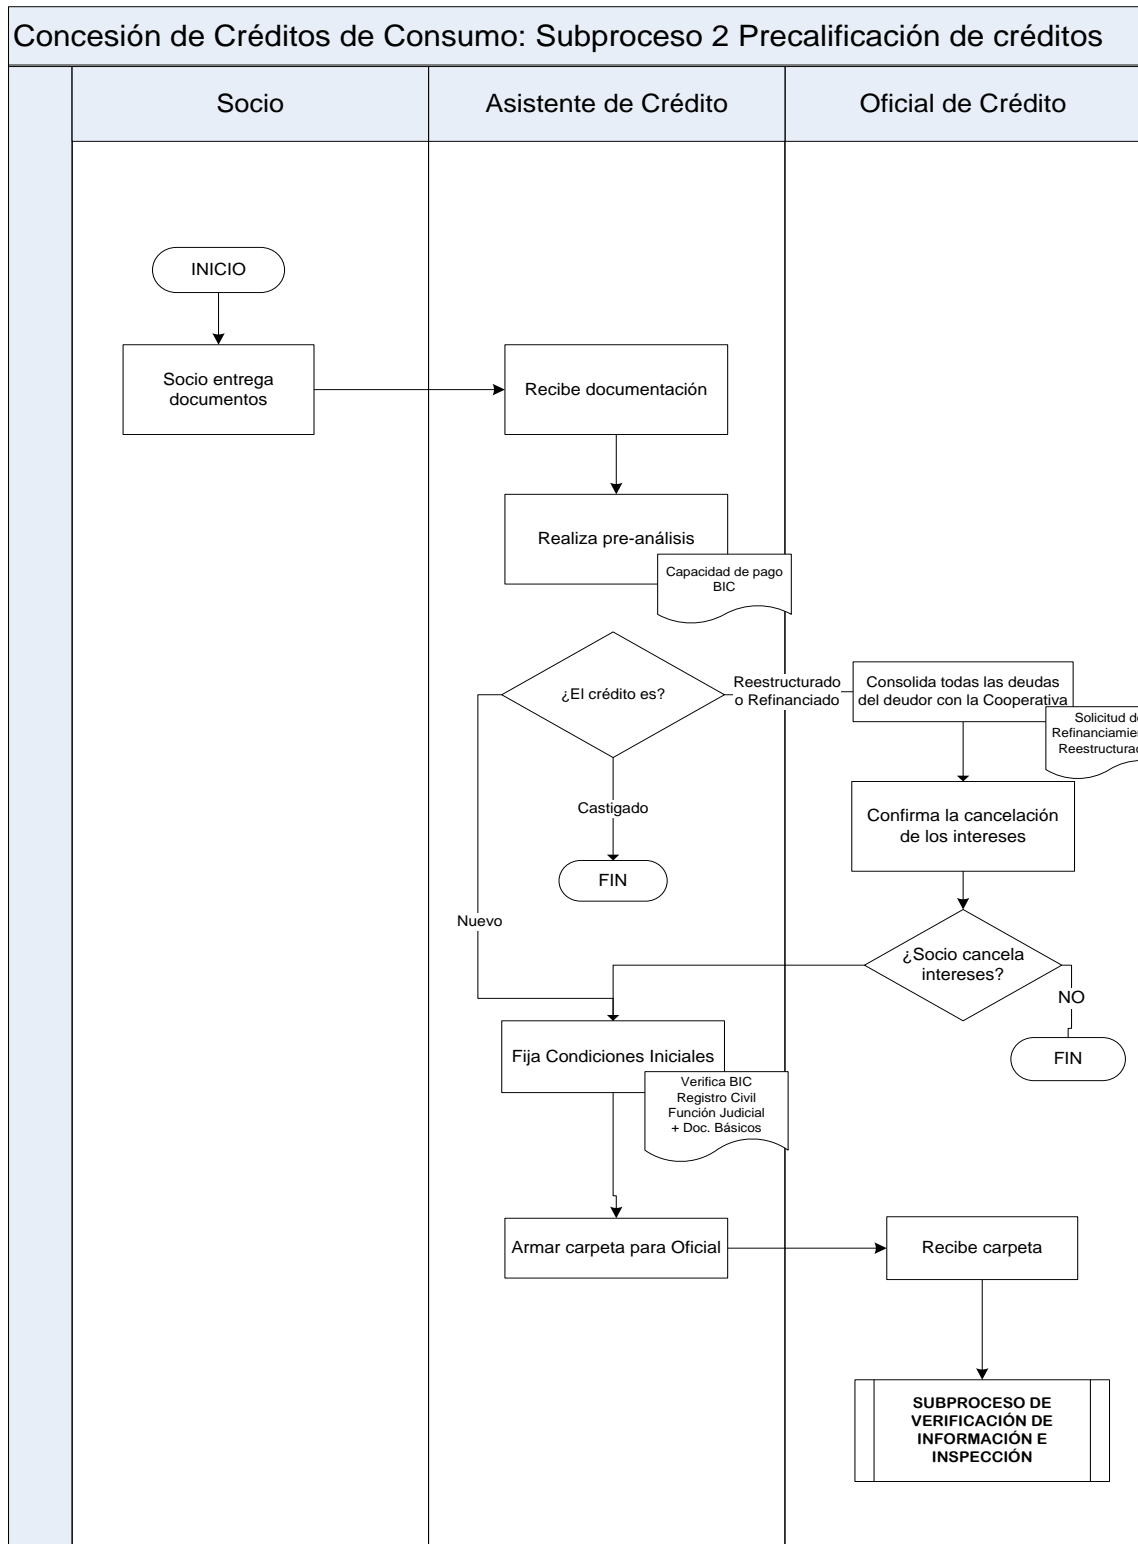 Concesión de Créditos de Consumo: Subproceso 2 Precalificación de créditos
Socio
Asistente de Crédito
Oficial de Crédito
INICIO
Socio entrega
documentos
Recibe documentación
Realiza pre-análisis
Capacidad de pago
BIC
¿El crédito es?
Reestructurado
o Refinanciado
Consolida todas las deudas
del deudor con la Cooperativa
Solicitud de
Confirma la cancelación
de los intereses
Castigado
FIN
Nuevo
¿Socio cancela
intereses?
NO
FIN
Fija Condiciones Iniciales
Verifica BIC
Registro Civil
Función Judicial
+ Doc. Básicos
Armar carpeta para Oficial
Recibe carpeta
SUBPROCESO DE
VERIFICACIÓN DE
INFORMACIÓN E
INSPECCIÓN